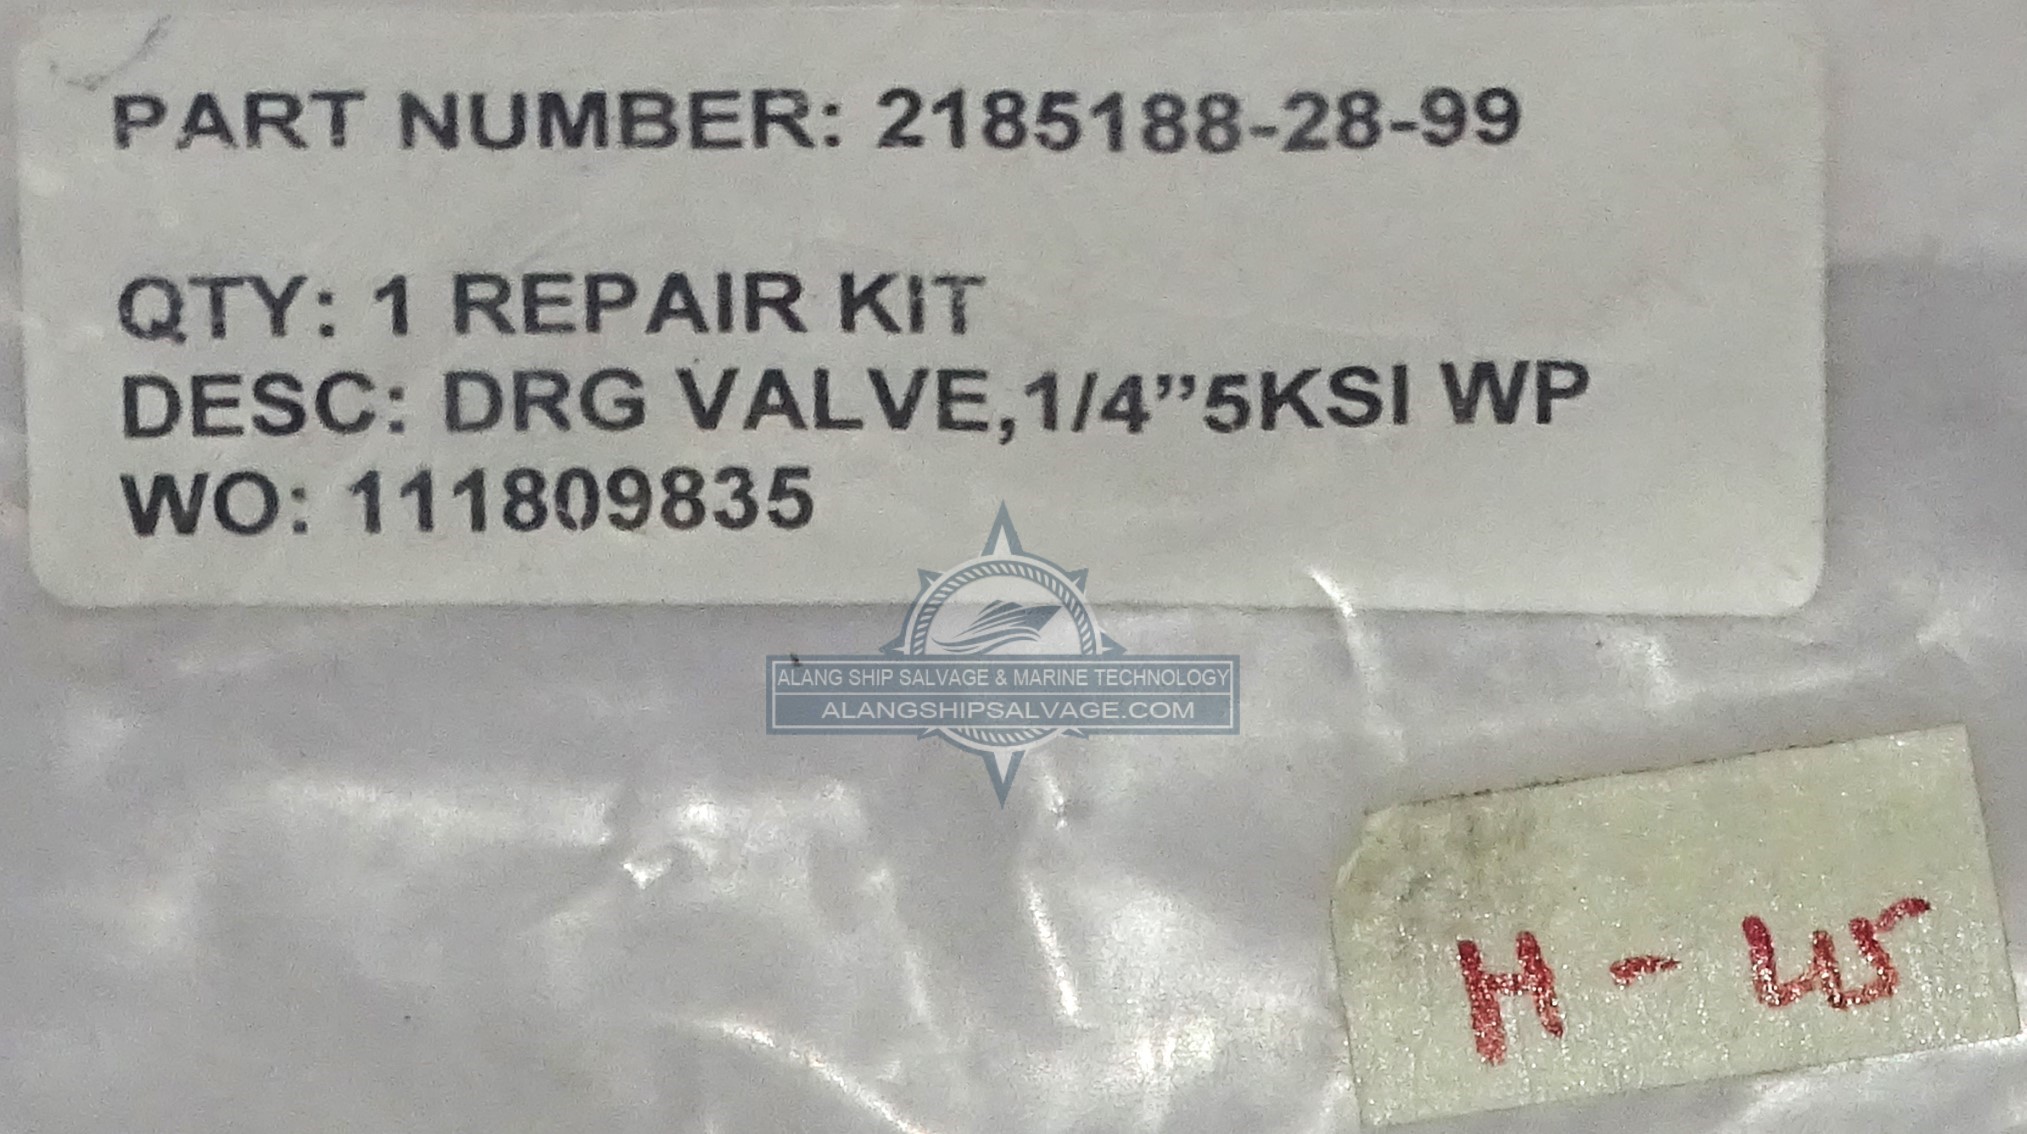 PART NUMBER: 2185188-28-99
QTY: 1 REPAIR KIT
DESC: DRG VALVE,1/4”5KSI WP
WO: 111809835
ALANG SHIP SALVAGE & MARINE TECHNOLOGY
ALANGSHIPSALVAGE.COM
H-45